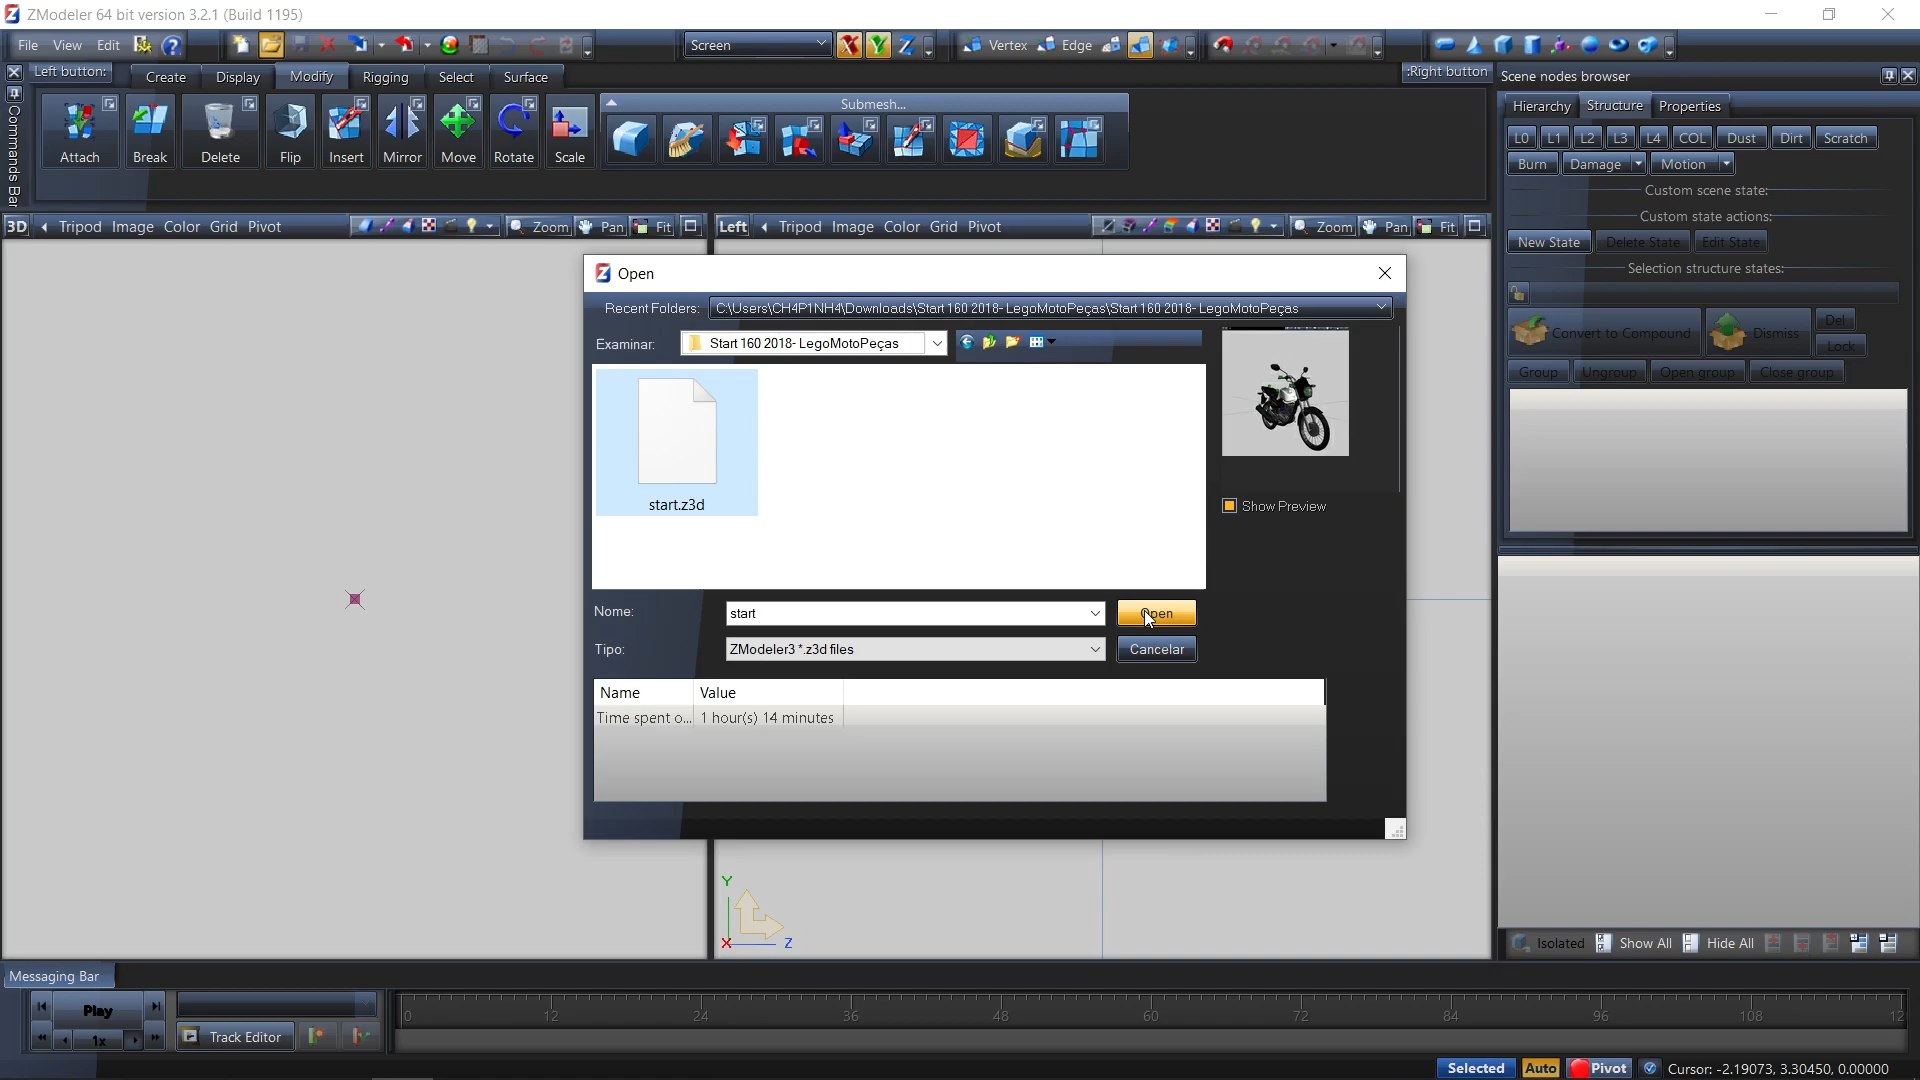 ZModeler 64 bit version 3.2.1 (Build 1195)
File View Edit
Screen
Vertex Edge
Left button:
Create Display Modify Rigging Select Surface
:Right button
Commands Bar
Attach Break Delete Flip Insert Mirror Move Rotate Scale
Submesh...
Scene nodes browser
Hierarchy Structure Properties
L0 L1 L2 L3 L4 COL Dust Dirt Scratch
Burn Damage Motion
Custom scene state:
Custom state actions:
New State Delete State Edit State
Selection structure states:
Convert to Compound Dismiss Del
Lock
Group Ungroup Open group Close group
3D Tripod Image Color Grid Pivot Zoom Pan Fit
Left Tripod Image Color Grid Pivot Zoom Pan Fit
Open
Recent Folders: C:\Users\CH4P1NH4\Downloads\Start 160 2018- LegoMotoPeças\Start 160 2018- LegoMotoPeças
Examinar: Start 160 2018- LegoMotoPeças
start.z3d
Show Preview
Nome: start Open
Tipo: ZModeler3 *.z3d files Cancelar
Name Value
Time spent o... 1 hour(s) 14 minutes
Y
X Z
Isolated Show All Hide All
Messaging Bar
Play
1x
Track Editor
0 12 24 36 48 60 72 84 96 108 12
Selected Auto Pivot Cursor: -2.19073, 3.30450, 0.00000